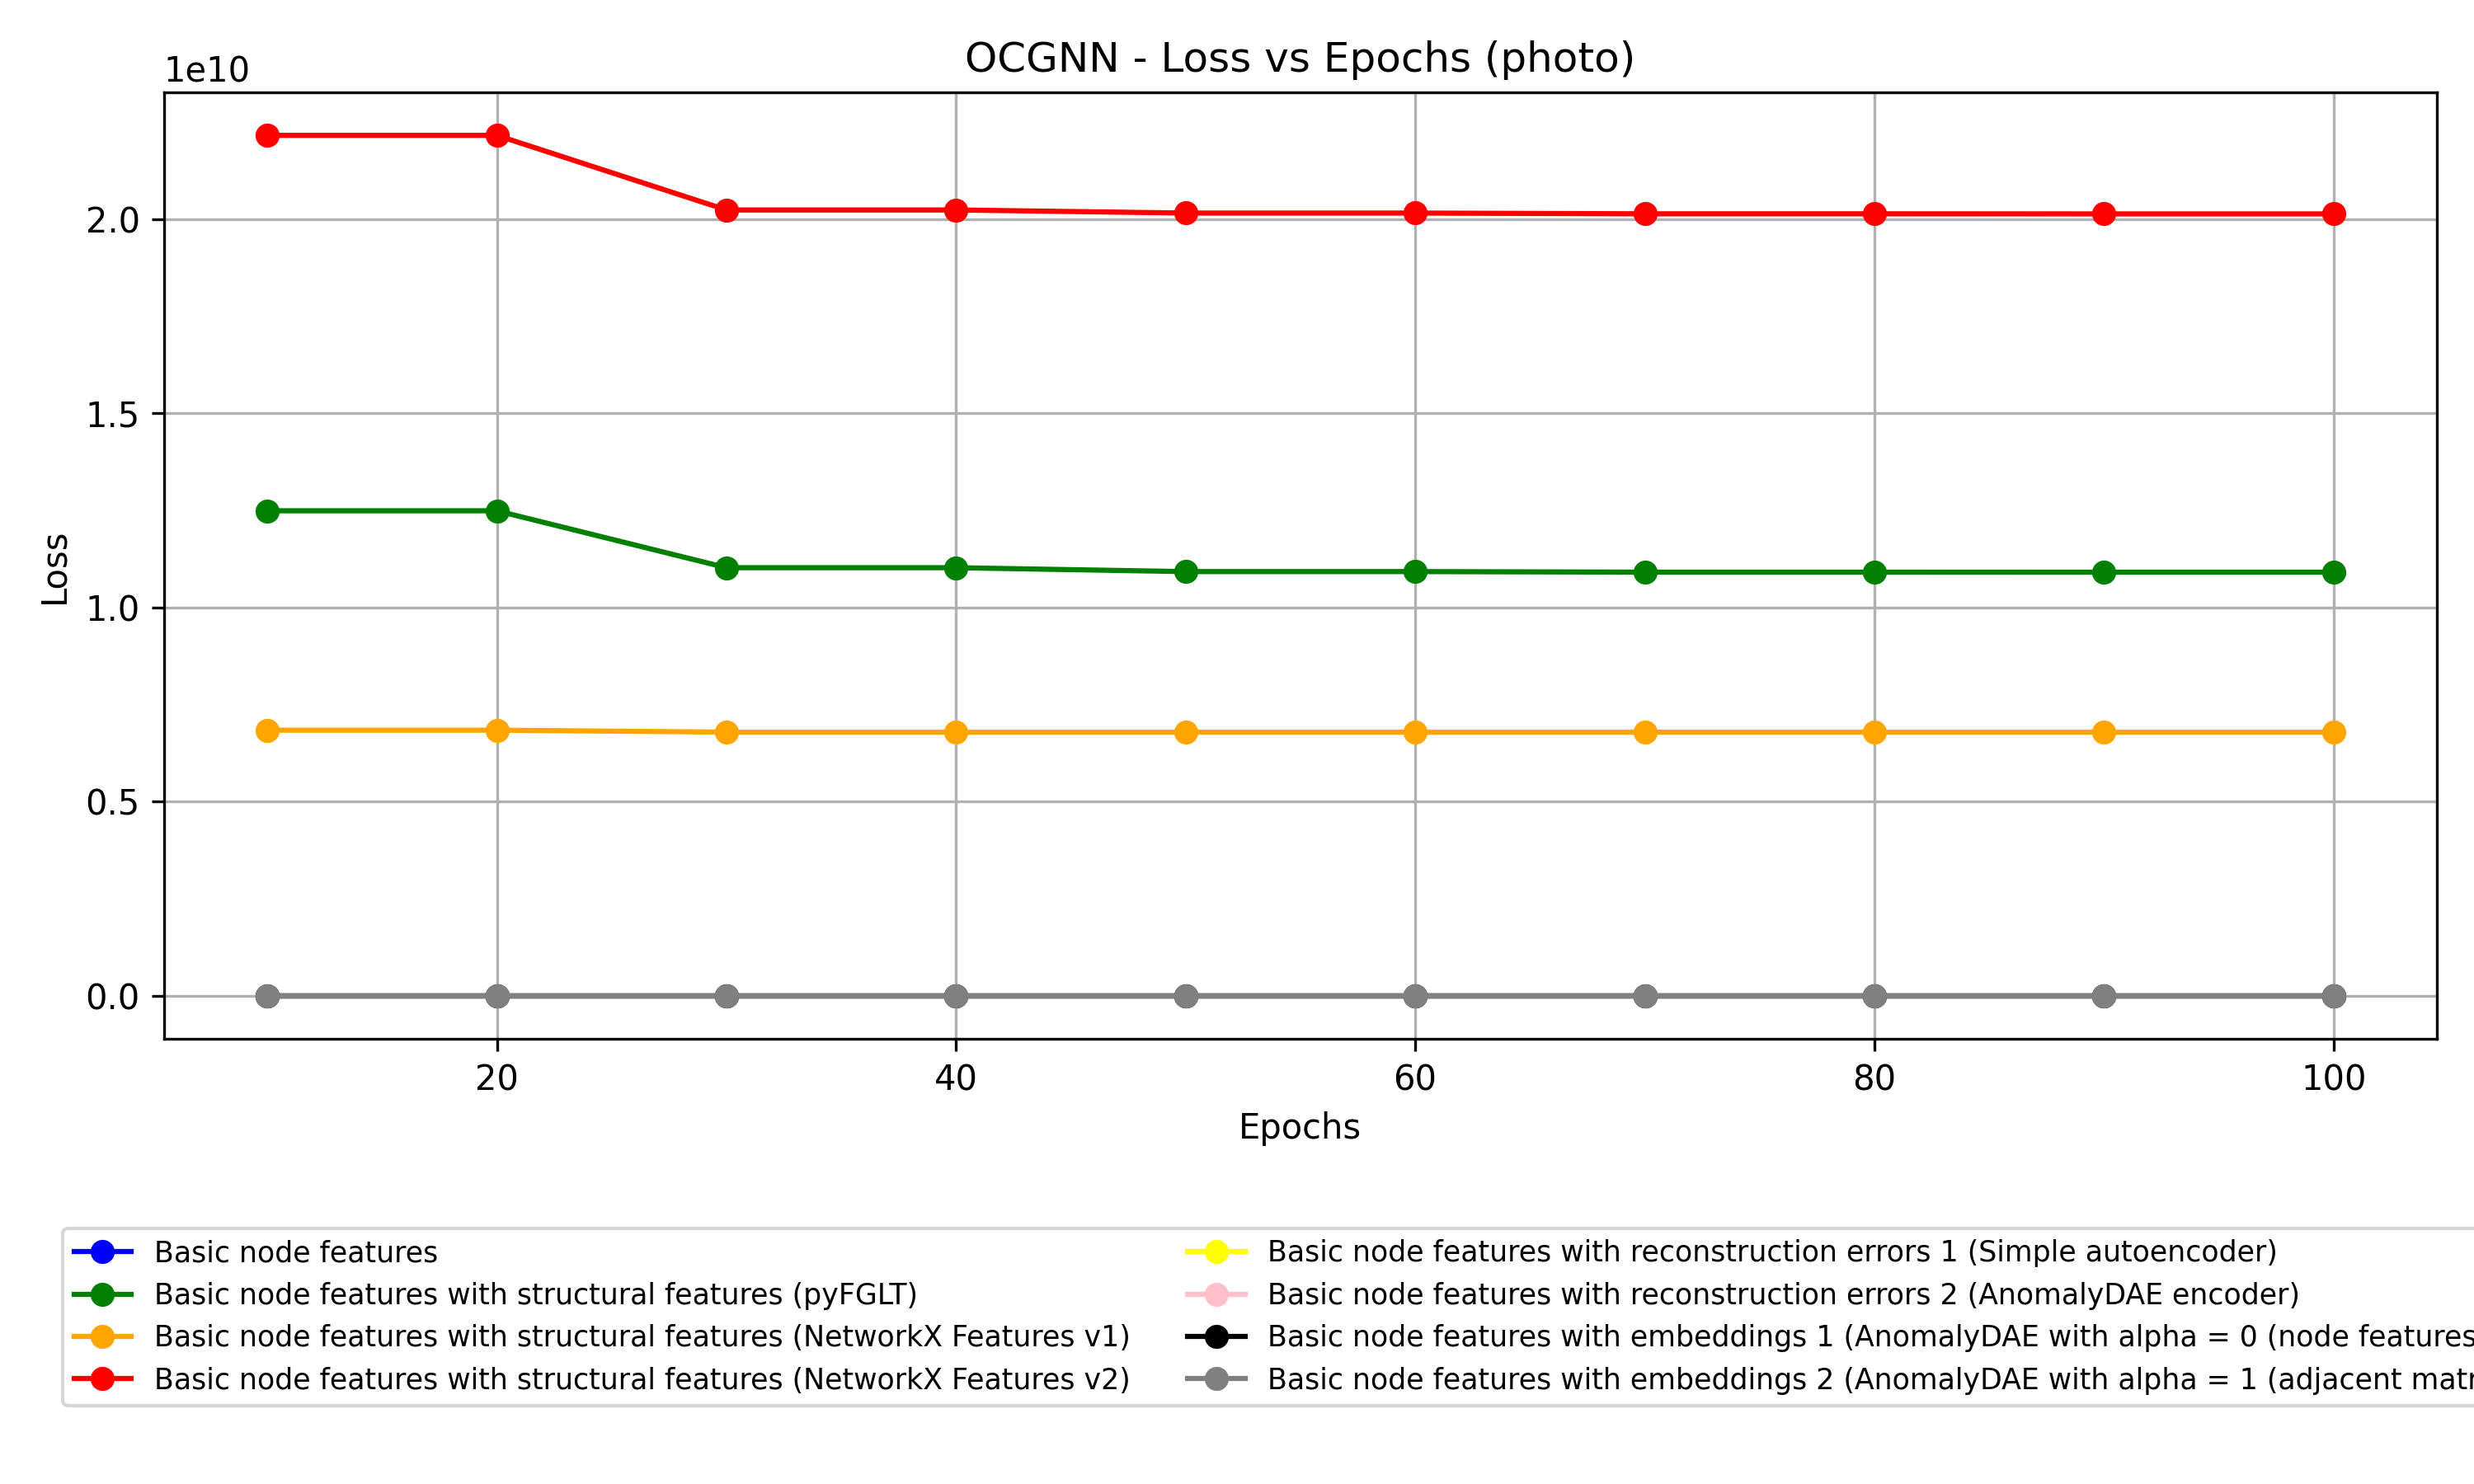 OCGNN - Loss vs Epochs (photo)
1e10
2.0
1.5
1.0
0.5
0.0
Loss
20 40 60 80 100
Epochs
Basic node features
Basic node features with structural features (pyFGLT)
Basic node features with structural features (NetworkX Features v1)
Basic node features with structural features (NetworkX Features v2)
Basic node features with reconstruction errors 1 (Simple autoencoder)
Basic node features with reconstruction errors 2 (AnomalyDAE encoder)
Basic node features with embeddings 1 (AnomalyDAE with alpha = 0 (node features
Basic node features with embeddings 2 (AnomalyDAE with alpha = 1 (adjacent